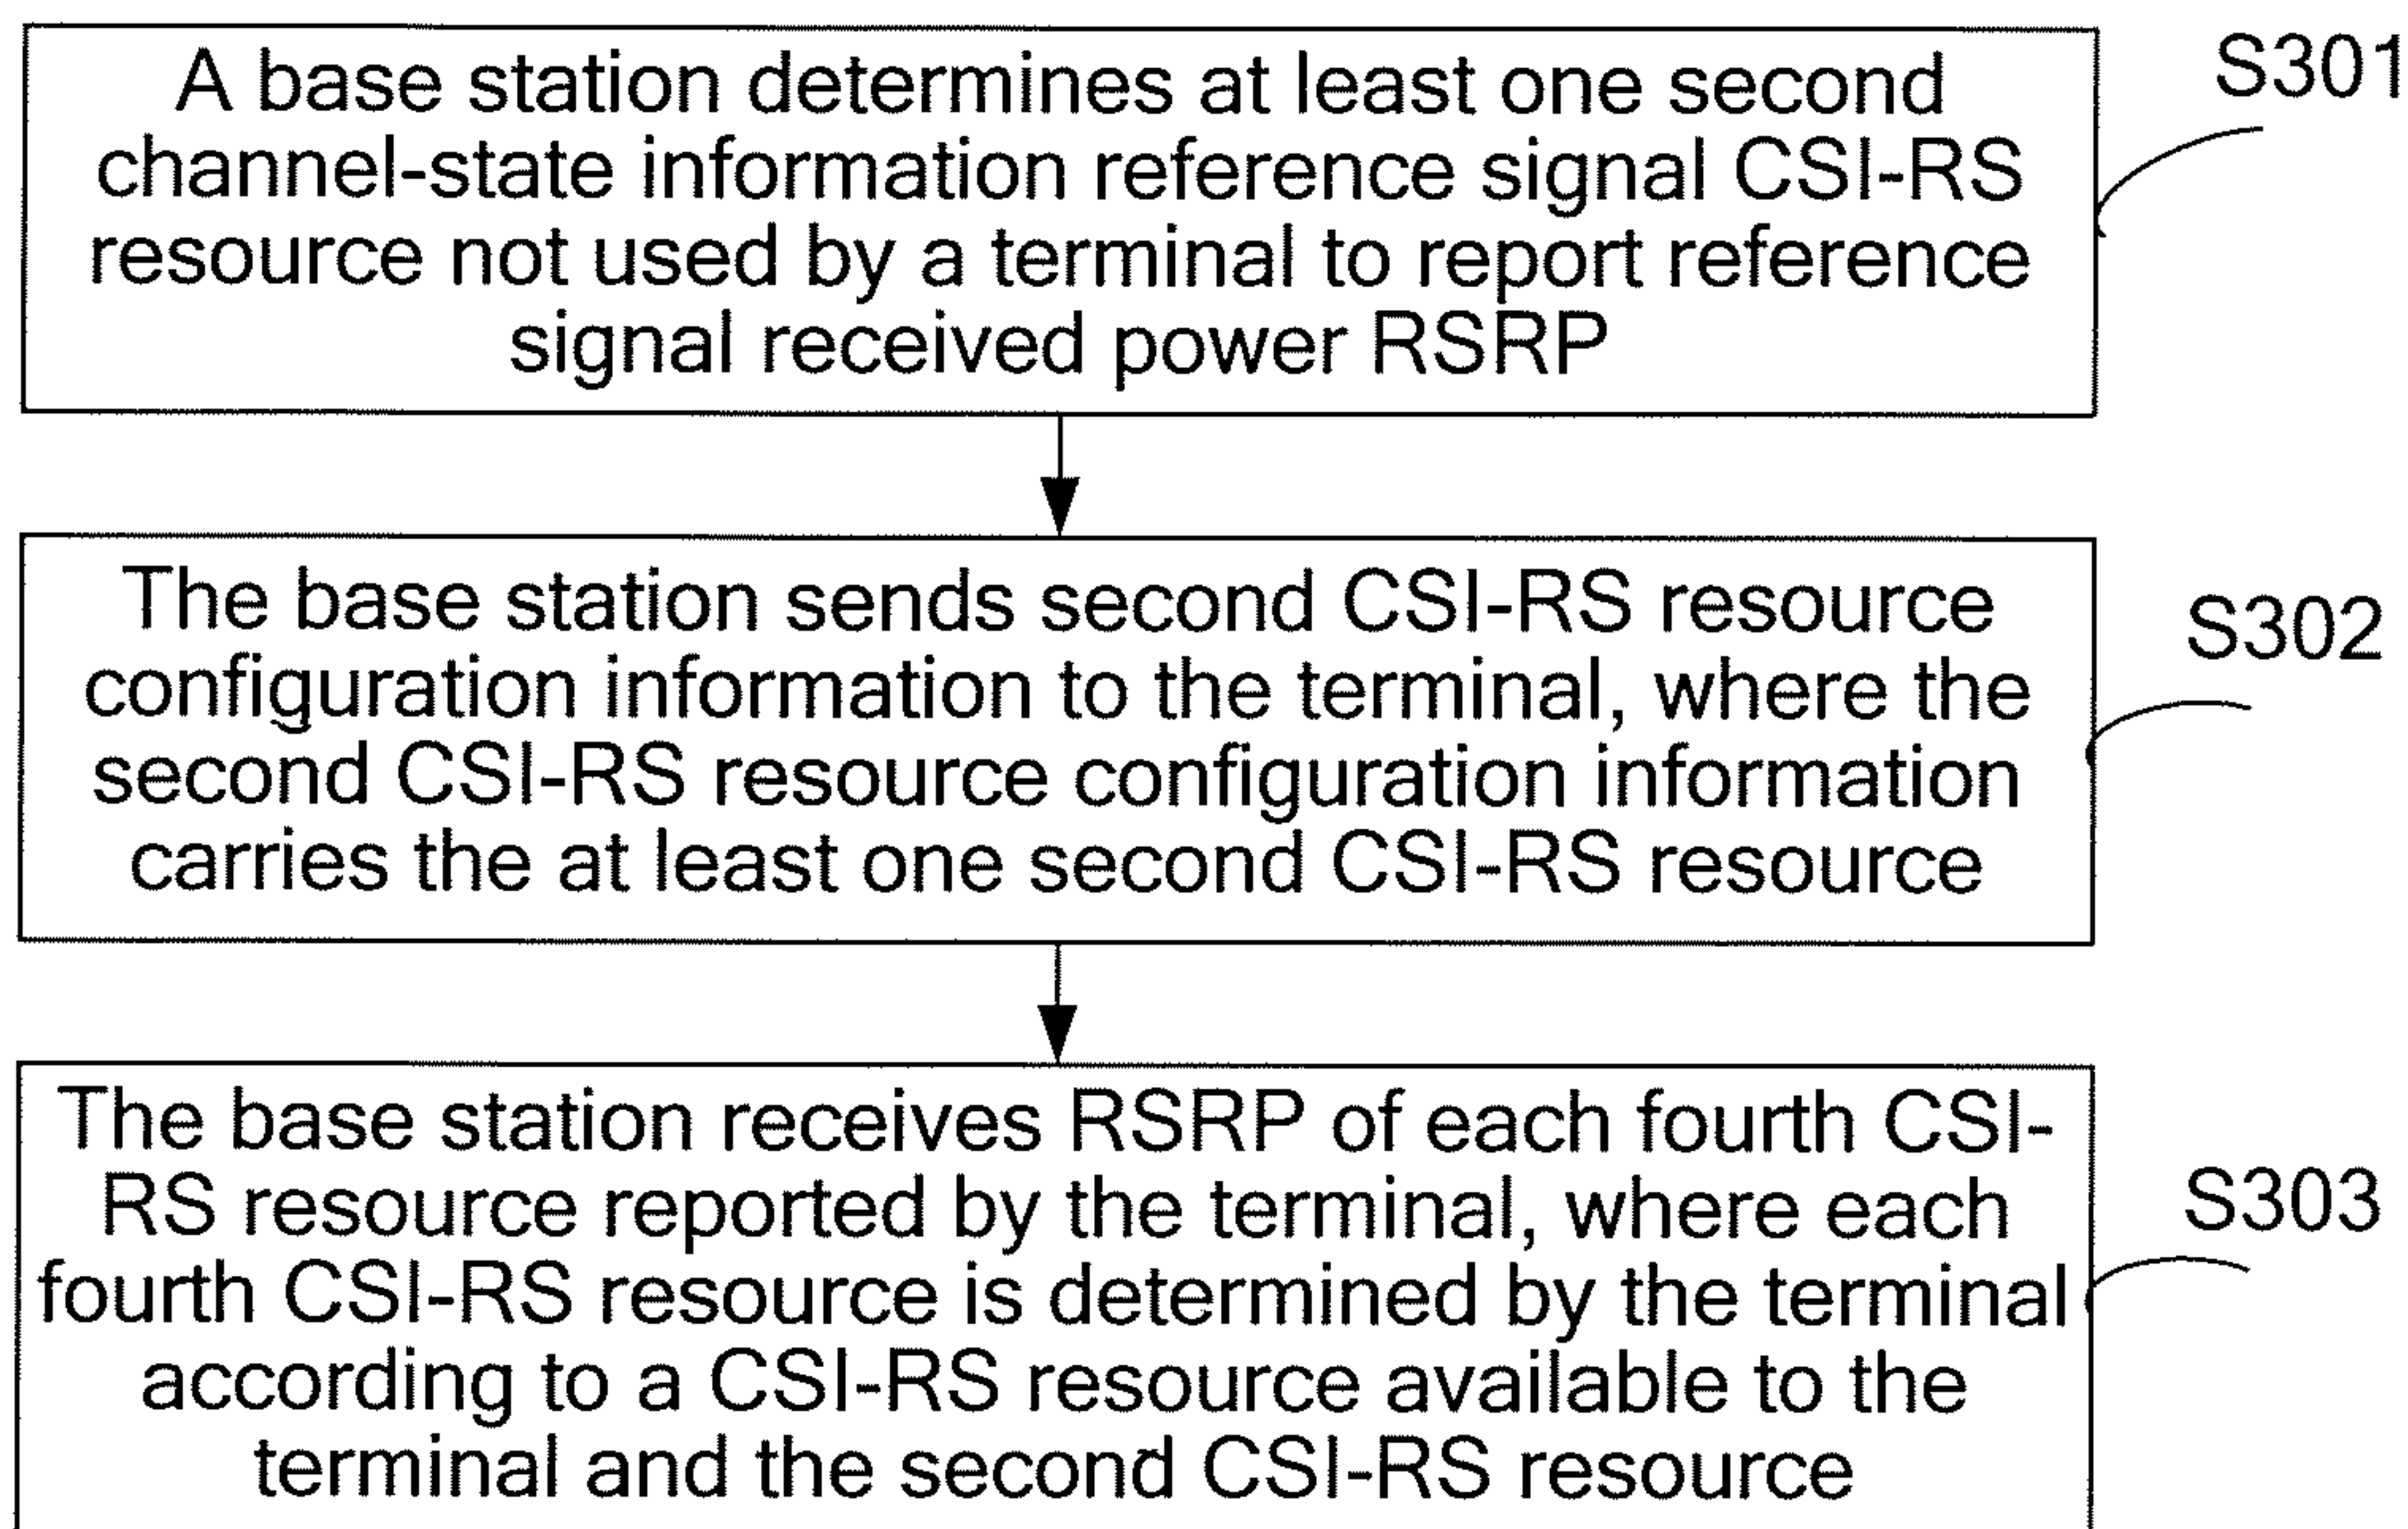 A base station determines at least one second
channel-state information reference signal CSI-RS
resource not used by a terminal to report reference
signal received power RSRP
S301
The base station sends second CSI-RS resource
configuration information to the terminal, where the
second CSI-RS resource configuration information
carries the at least one second CSI-RS resource
S302
The base station receives RSRP of each fourth CSI-
RS resource reported by the terminal, where each
fourth CSI-RS resource is determined by the terminal
according to a CSI-RS resource available to the
terminal and the second CSI-RS resource
S303